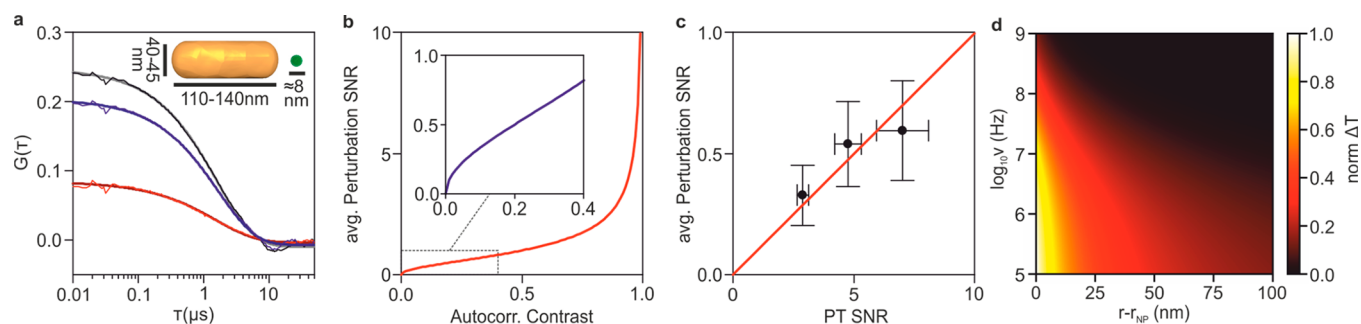 a
0.3
0.2
0.1
0.0
G(τ)
0.01
0.1
1
10
τ(µs)
40-45
nm
110-140nm
≈8
nm
b
10
5
0
avg. Perturbation SNR
0.0
0.5
1.0
Autocorr. Contrast
1.0
0.5
0.0
0.0
0.2
0.4
c
1.0
0.5
0.0
avg. Perturbation SNR
0
5
10
PT SNR
d
9
8
7
6
5
log₁₀ν (Hz)
0
25
50
75
100
r-rNP (nm)
1.0
0.8
0.6
0.4
0.2
0.0
norm ΔT